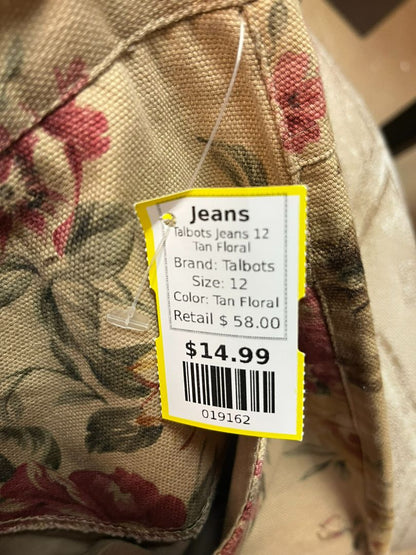 Jeans
Talbots Jeans 12
Tan Floral
Brand: Talbots
Size: 12
Color: Tan Floral
Retail $ 58.00
$14.99
019162